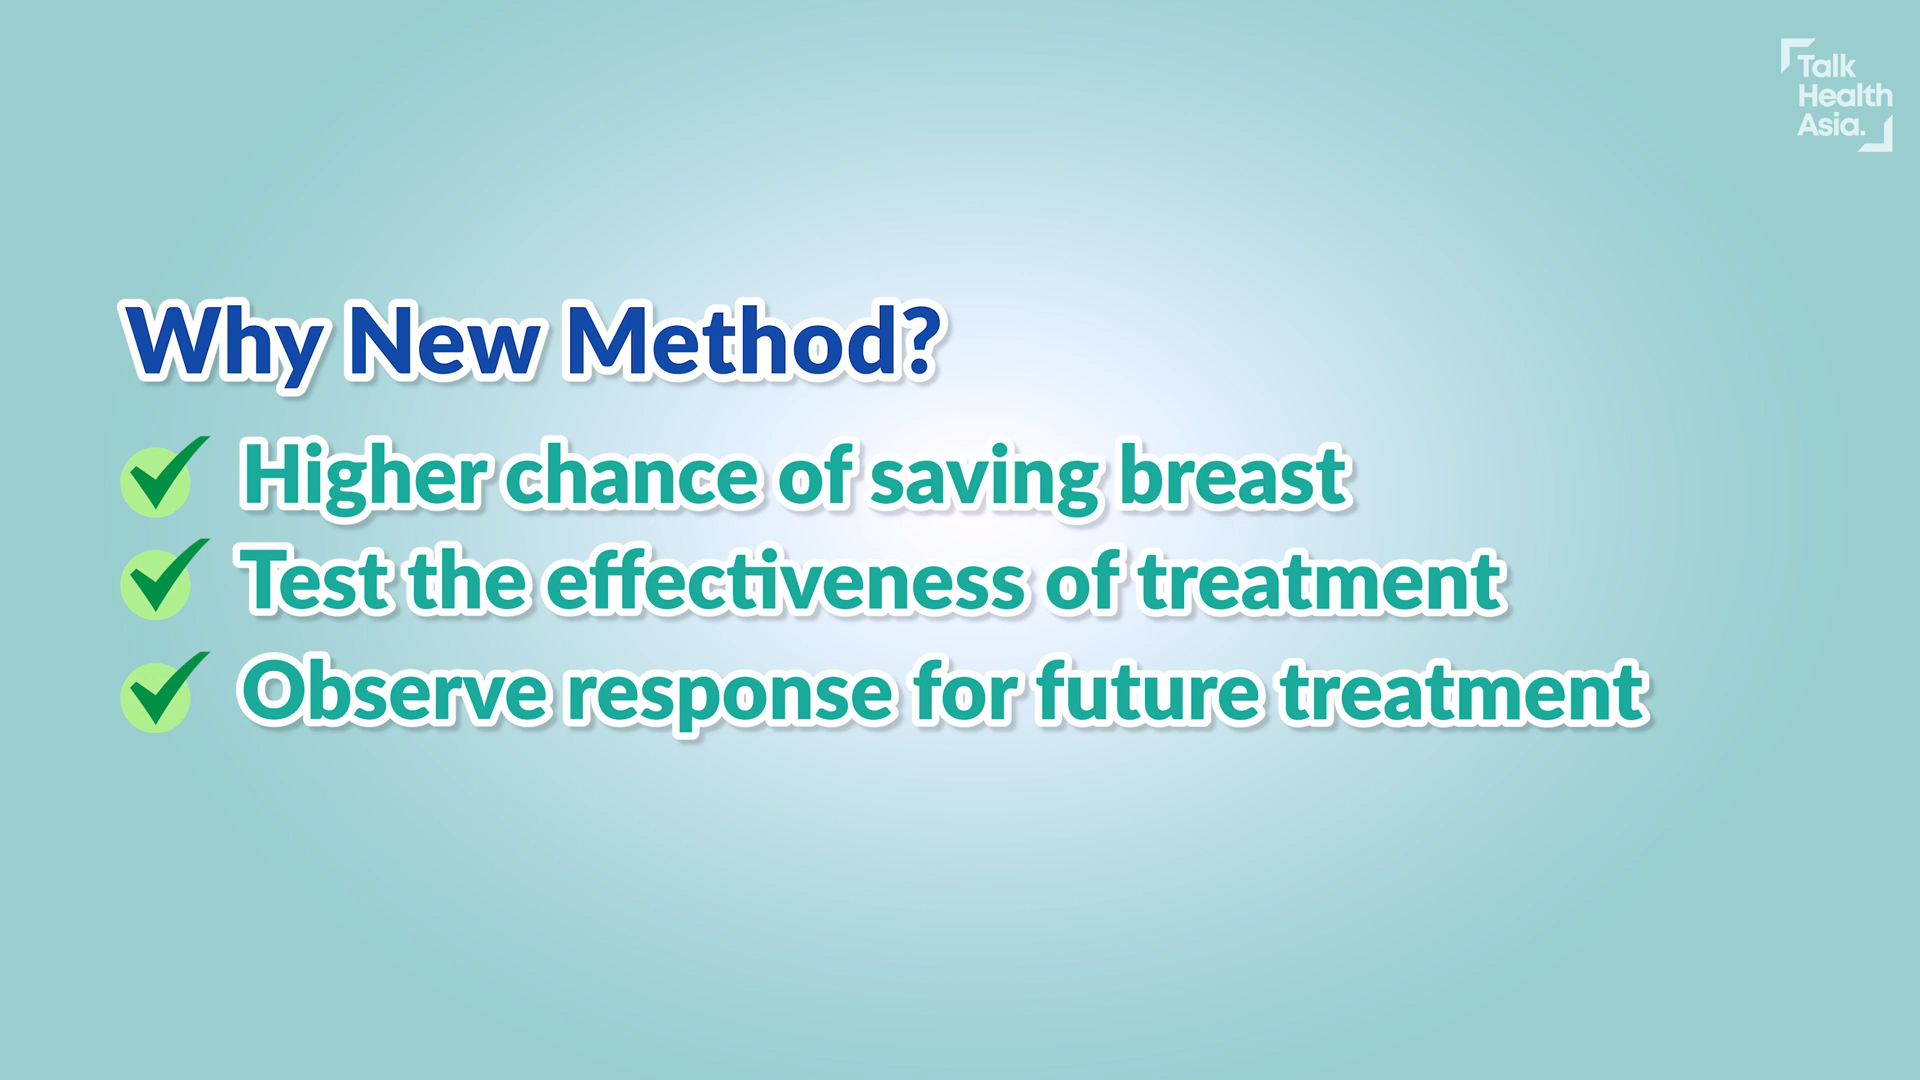 Talk
Health
Asia.
Why New Method?
Higher chance of saving breast
Test the effectiveness of treatment
Observe response for future treatment